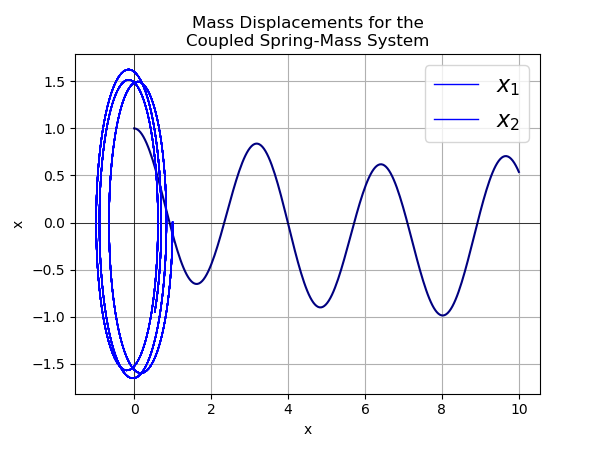 Mass Displacements for the
Coupled Spring-Mass System
x₁
x₂
1.5
1.0
0.5
0.0
−0.5
−1.0
−1.5
x
0 2 4 6 8 10
x